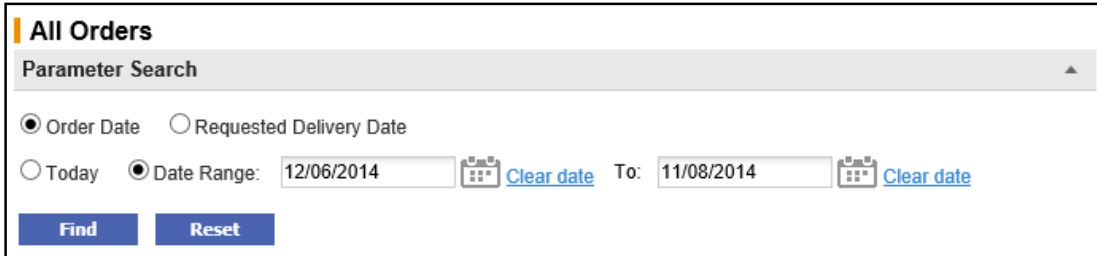 All Orders
Parameter Search
Order Date Requested Delivery Date
Today Date Range: 12/06/2014 Clear date To: 11/08/2014 Clear date
Find Reset